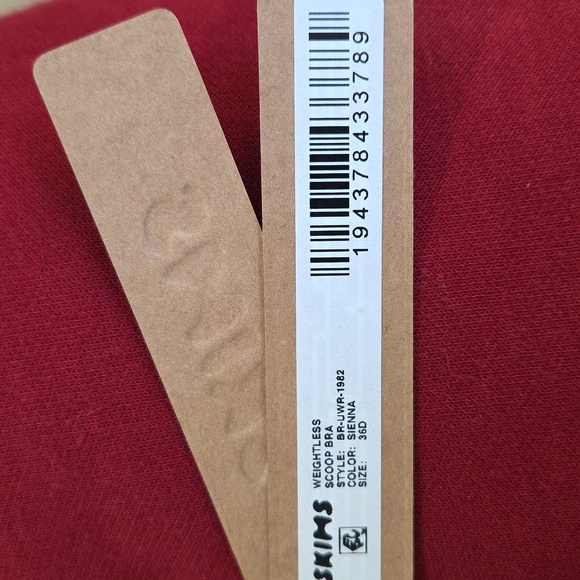 SKIMS
WEIGHTLESS
SCOOP BRA
STYLE: BR-UWR-1982
COLOR: SIENNA
SIZE: 36D
194378433789